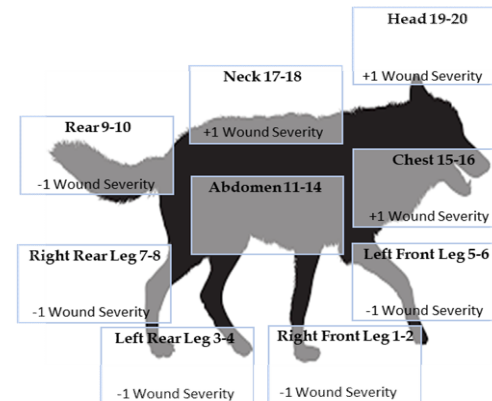 Head 19-20
+1 Wound Severity
Neck 17-18
+1 Wound Severity
Rear 9-10
-1 Wound Severity
Chest 15-16
+1 Wound Severity
Abdomen 11-14
Right Rear Leg 7-8
-1 Wound Severity
Left Front Leg 5-6
-1 Wound Severity
Left Rear Leg 3-4
-1 Wound Severity
Right Front Leg 1-2
-1 Wound Severity